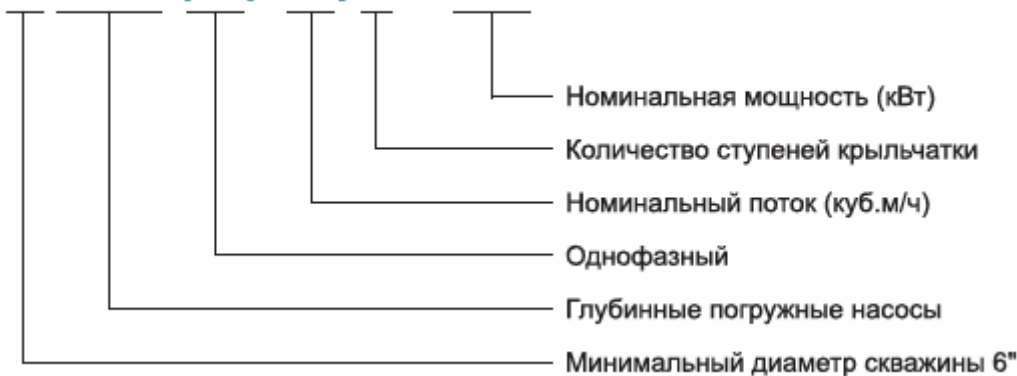 Номинальная мощность (кВт)
Количество ступеней крыльчатки
Номинальный поток (куб.м/ч)
Однофазный
Глубинные погружные насосы
Минимальный диаметр скважины 6"